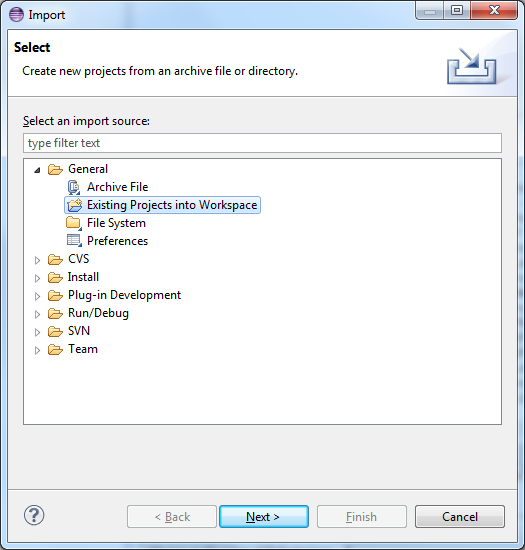 Import
Select
Create new projects from an archive file or directory.
Select an import source:
type filter text
General
Archive File
Existing Projects into Workspace
File System
Preferences
CVS
Install
Plug-in Development
Run/Debug
SVN
Team
?
< Back
Next >
Finish
Cancel